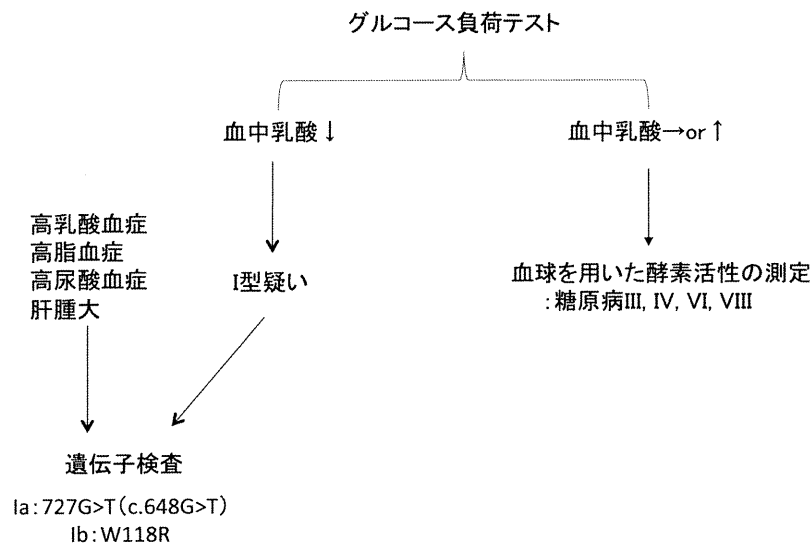 グルコース負荷テスト
血中乳酸↓
血中乳酸→or↑
高乳酸血症
高脂血症
高尿酸血症
肝腫大
I型疑い
血球を用いた酵素活性の測定
:糖原病III, IV, VI, VIII
遺伝子検査
Ia:727G>T(c.648G>T)
Ib:W118R